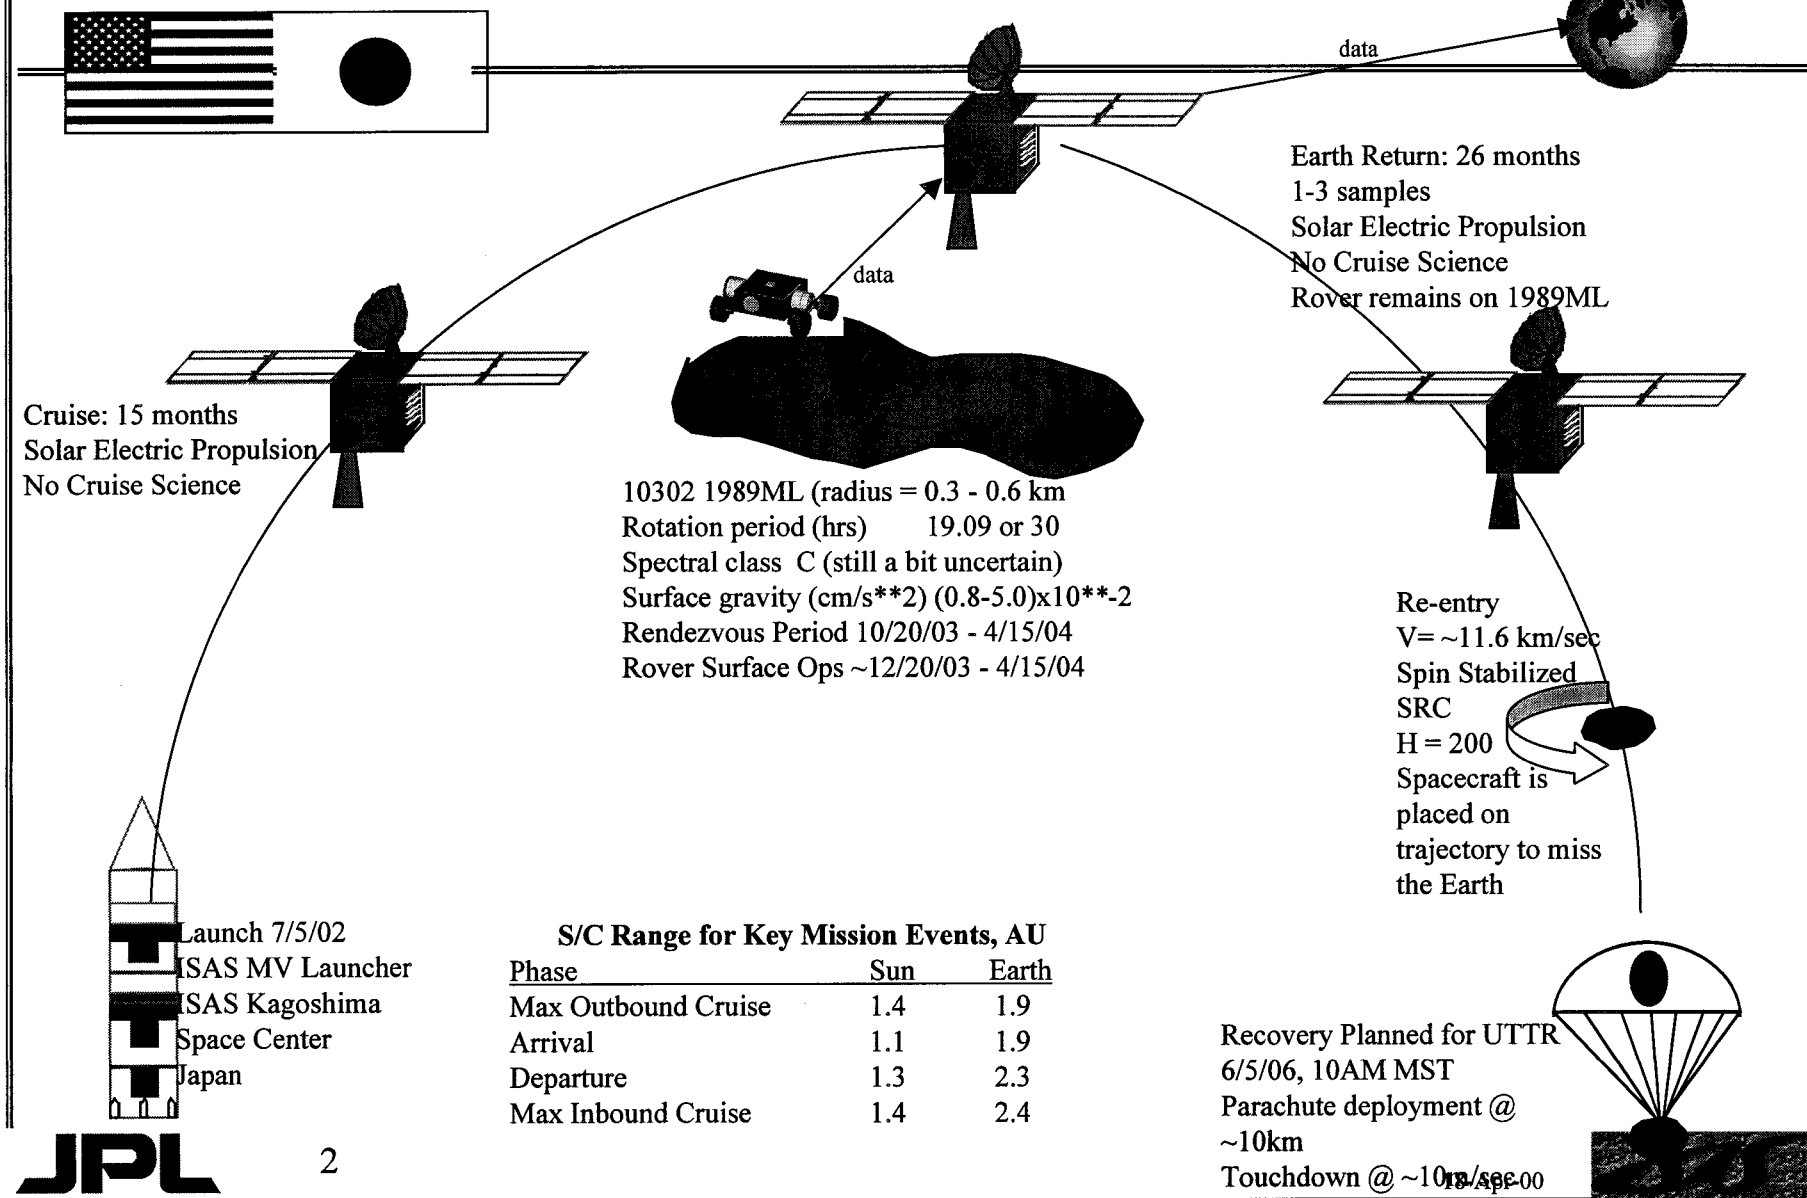 data
Earth Return: 26 months
1-3 samples
Solar Electric Propulsion
No Cruise Science
Rover remains on 1989ML
data
Cruise: 15 months
Solar Electric Propulsion
No Cruise Science
10302 1989ML (radius = 0.3 - 0.6 km
Rotation period (hrs) 19.09 or 30
Spectral class C (still a bit uncertain)
Surface gravity (cm/s**2) (0.8-5.0)x10**-2
Rendezvous Period 10/20/03 - 4/15/04
Rover Surface Ops ~12/20/03 - 4/15/04
Re-entry
V= ~11.6 km/sec
Spin Stabilized
SRC
H = 200
Spacecraft is
placed on
trajectory to miss
the Earth
Launch 7/5/02
ISAS MV Launcher
ISAS Kagoshima
Space Center
Japan
S/C Range for Key Mission Events, AU
Phase Sun Earth
Max Outbound Cruise 1.4 1.9
Arrival 1.1 1.9
Departure 1.3 2.3
Max Inbound Cruise 1.4 2.4
Recovery Planned for UTTR
6/5/06, 10AM MST
Parachute deployment @
~10km
Touchdown @ ~10m/sec
18-Apr-00
JPL
2